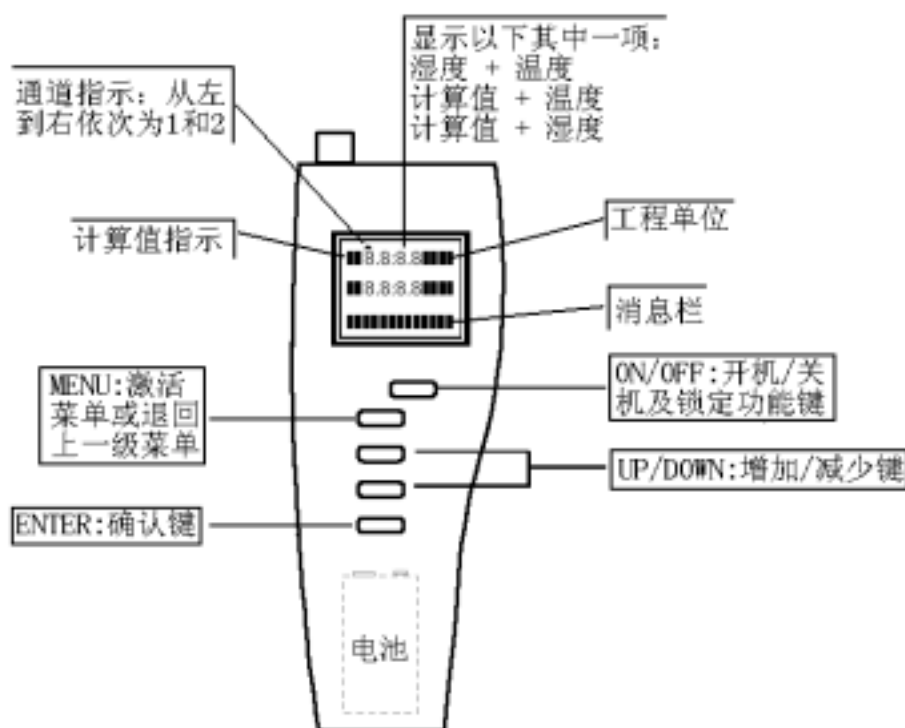 显示以下其中一项：
湿度 + 温度
计算值 + 温度
计算值 + 湿度
通道指示：从左
到右依次为1和2
计算值指示
工程单位
8.8:8.8
8.8:8.8
消息栏
MENU:激活
菜单或退回
上一级菜单
ON/OFF:开机/关
机及锁定功能键
UP/DOWN:增加/减少键
ENTER:确认键
电池